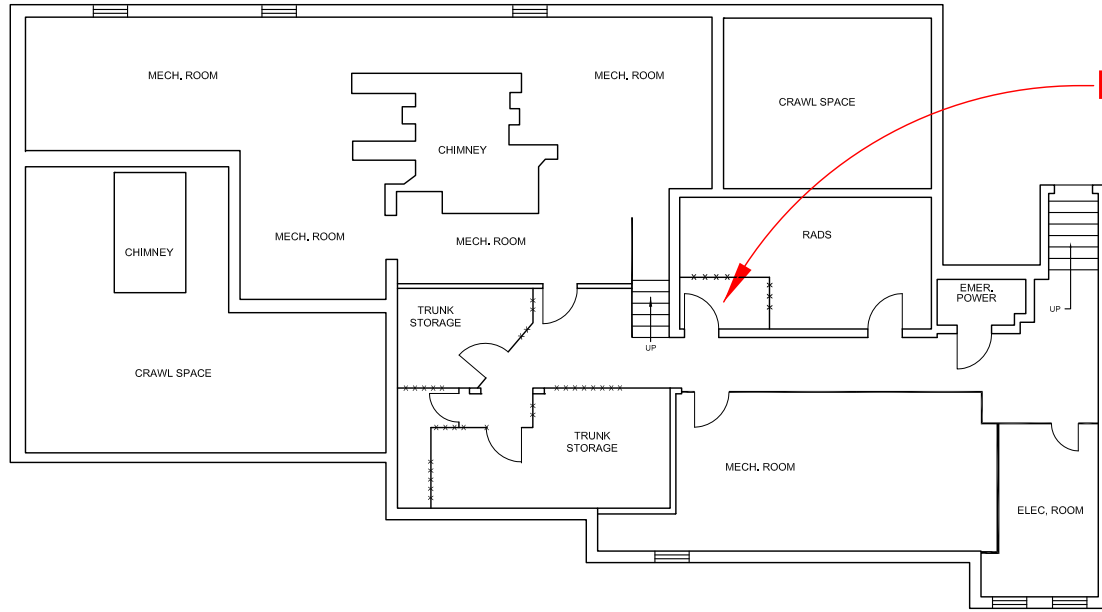 MECH. ROOM
MECH. ROOM
CRAWL SPACE
CHIMNEY
RADS
MECH. ROOM
MECH. ROOM
CHIMNEY
EMER.
POWER
UP
TRUNK
STORAGE
UP
CRAWL SPACE
TRUNK
STORAGE
MECH. ROOM
ELEC, ROOM